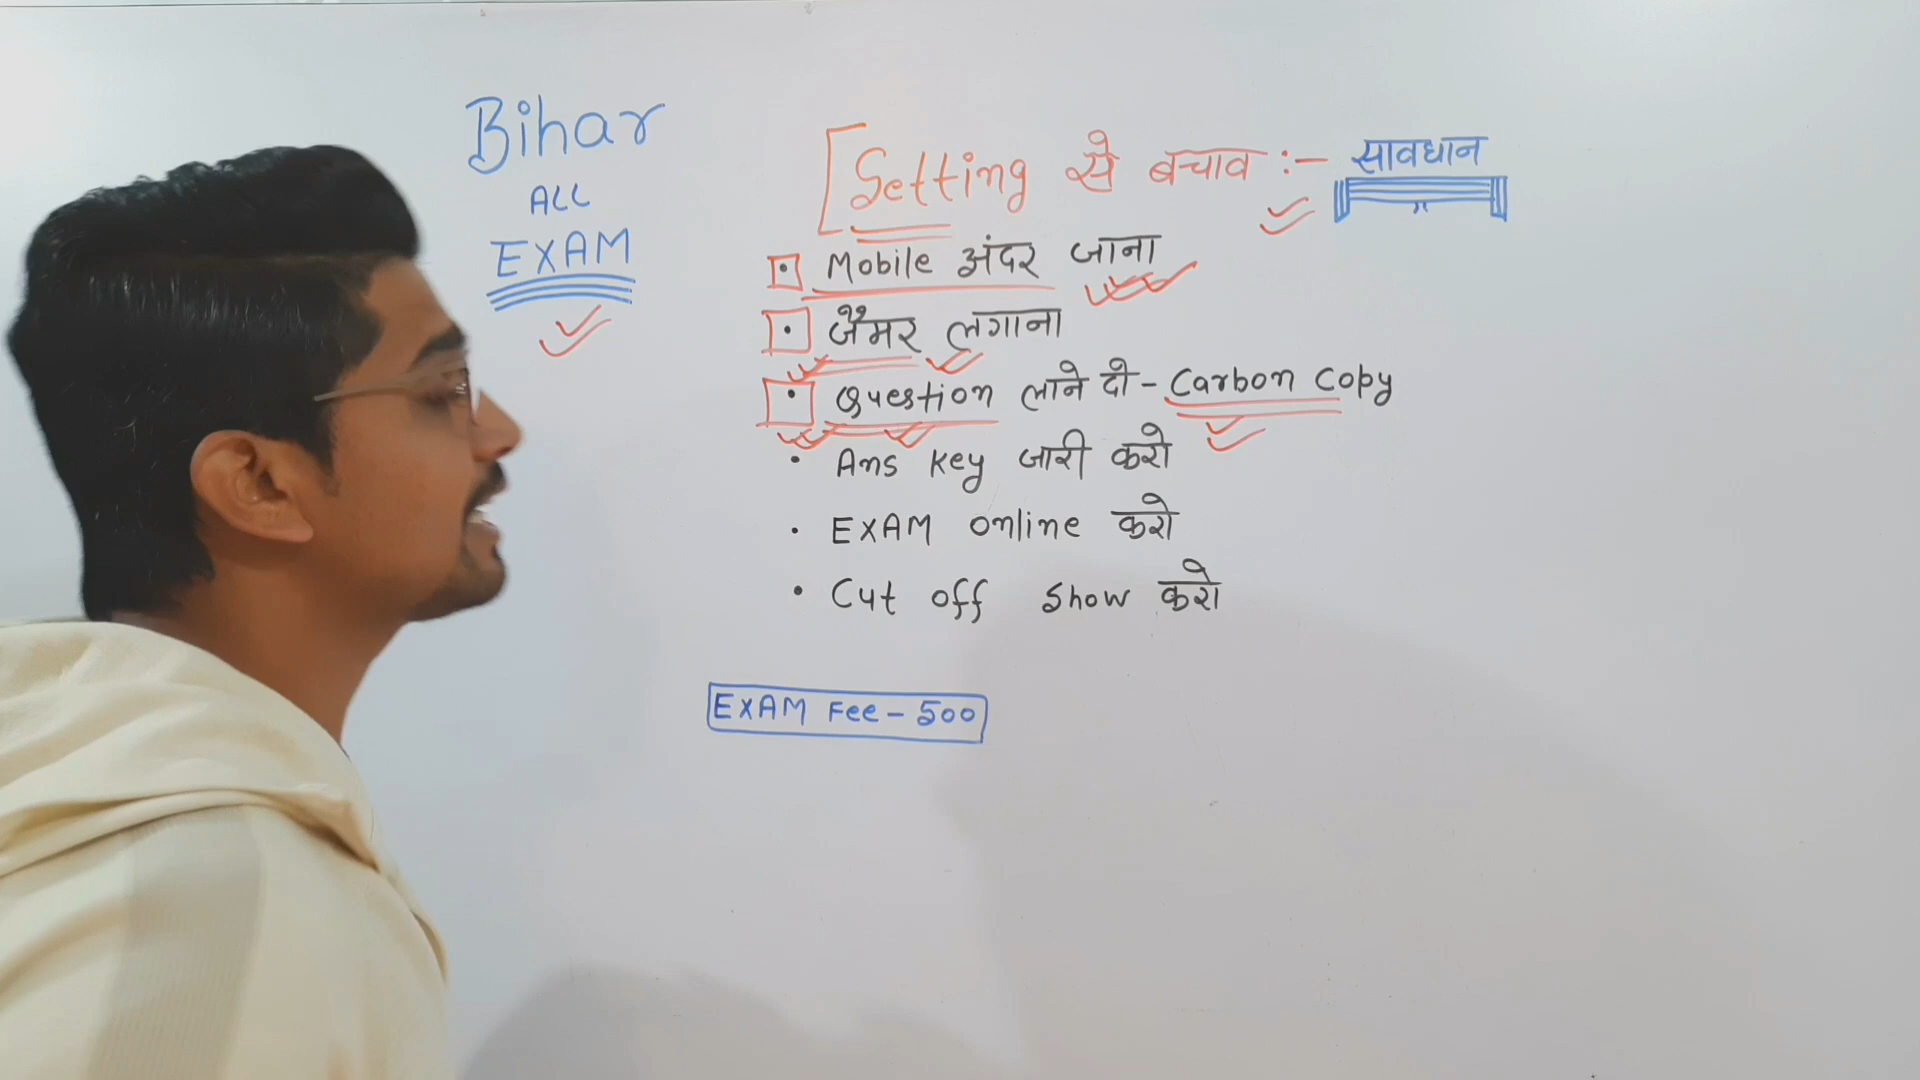 Bihar
ALL
EXAM
[Setting से बचाव :- सावधान
Mobile अंदर जाना
जैमर लगाना
Question लाने दो - Carbon Copy
Ans key जारी करो
EXAM online करो
Cut off show करो
EXAM Fee - 500